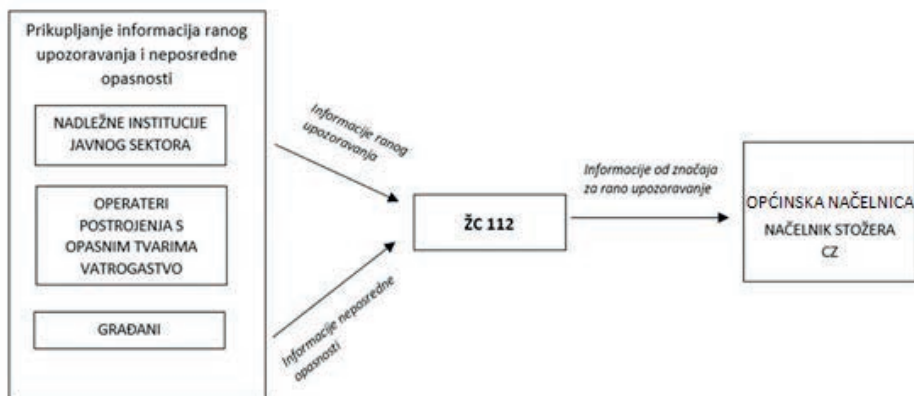 Prikupljanje informacija ranog
upozoravanja i neposredne
opasnosti
NADLEŽNE INSTITUCIJE
JAVNOG SEKTORA
OPERATERI
POSTROJENJA S
OPASNIM TVARIMA
VATROGASTVO
GRAĐANI
Informacije ranog
upozoravanja
Informacije neposredne
opasnosti
ŽC 112
Informacije od značaja
za rano upozoravanje
OPĆINSKA NAČELNICA
NAČELNIK STOŽERA
CZ